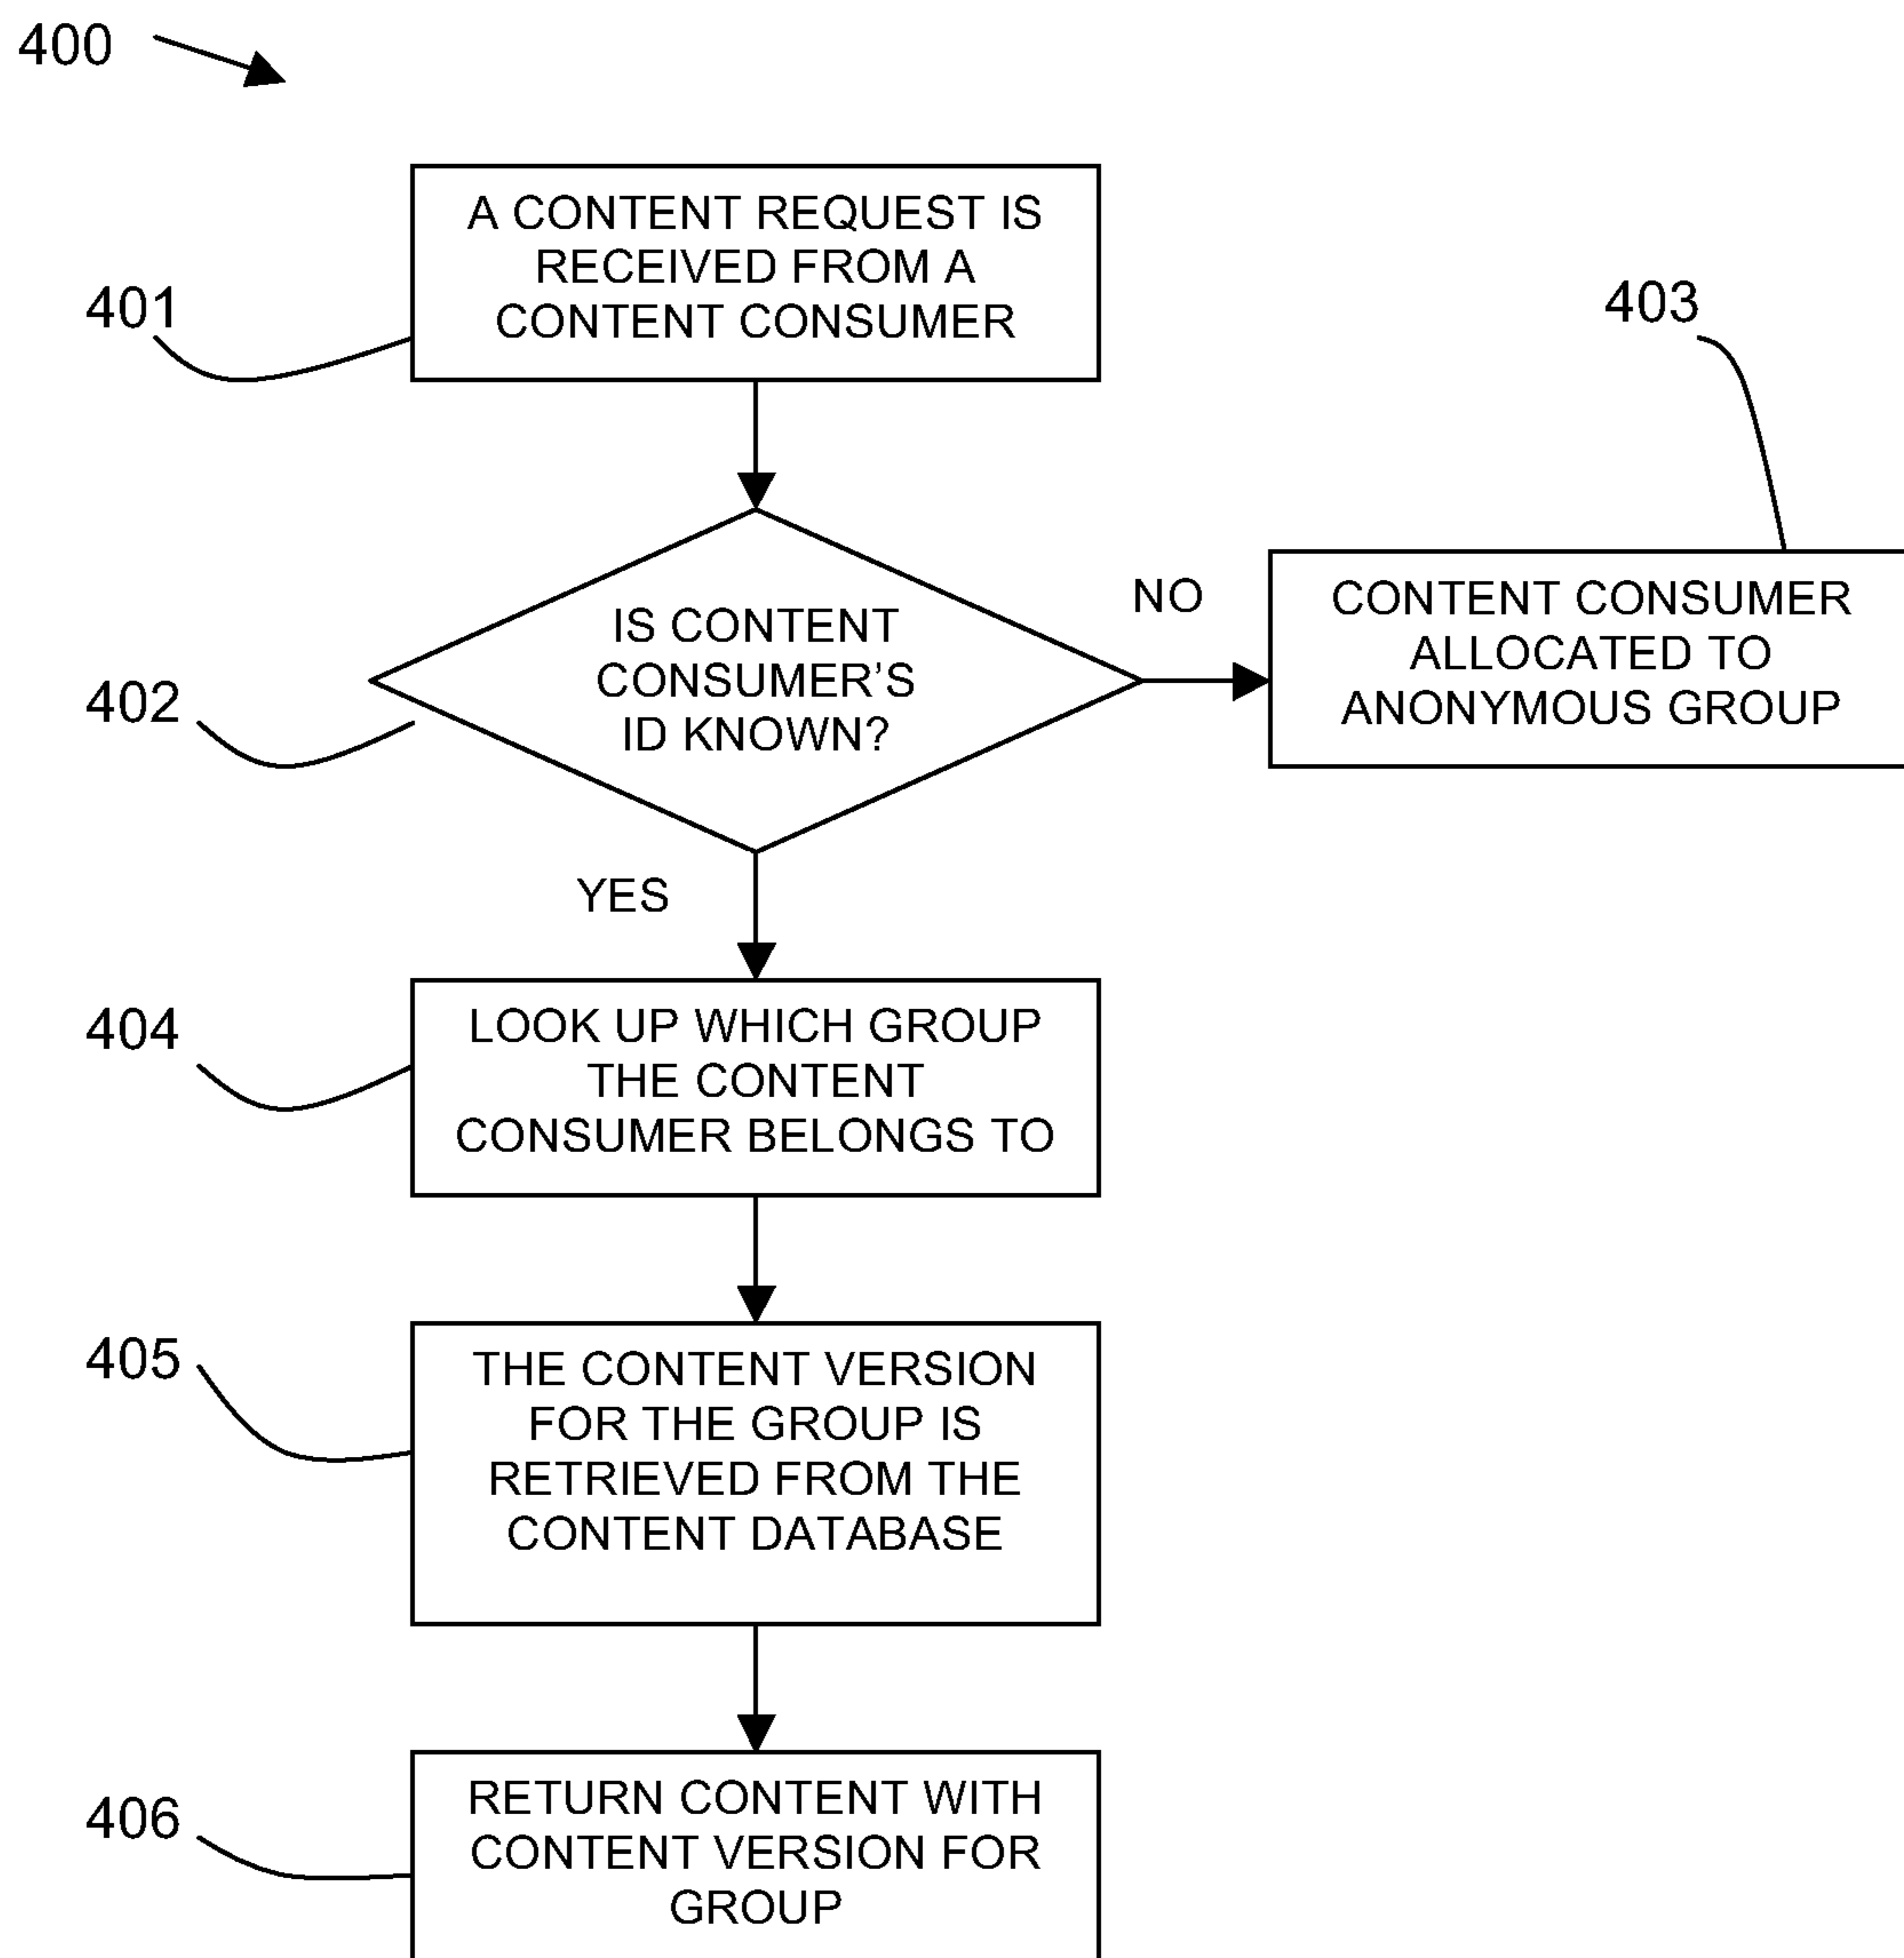 400
A CONTENT REQUEST IS
RECEIVED FROM A
CONTENT CONSUMER
401
403
IS CONTENT
CONSUMER’S
ID KNOWN?
402
NO
CONTENT CONSUMER
ALLOCATED TO
ANONYMOUS GROUP
YES
404
LOOK UP WHICH GROUP
THE CONTENT
CONSUMER BELONGS TO
405
THE CONTENT VERSION
FOR THE GROUP IS
RETRIEVED FROM THE
CONTENT DATABASE
406
RETURN CONTENT WITH
CONTENT VERSION FOR
GROUP